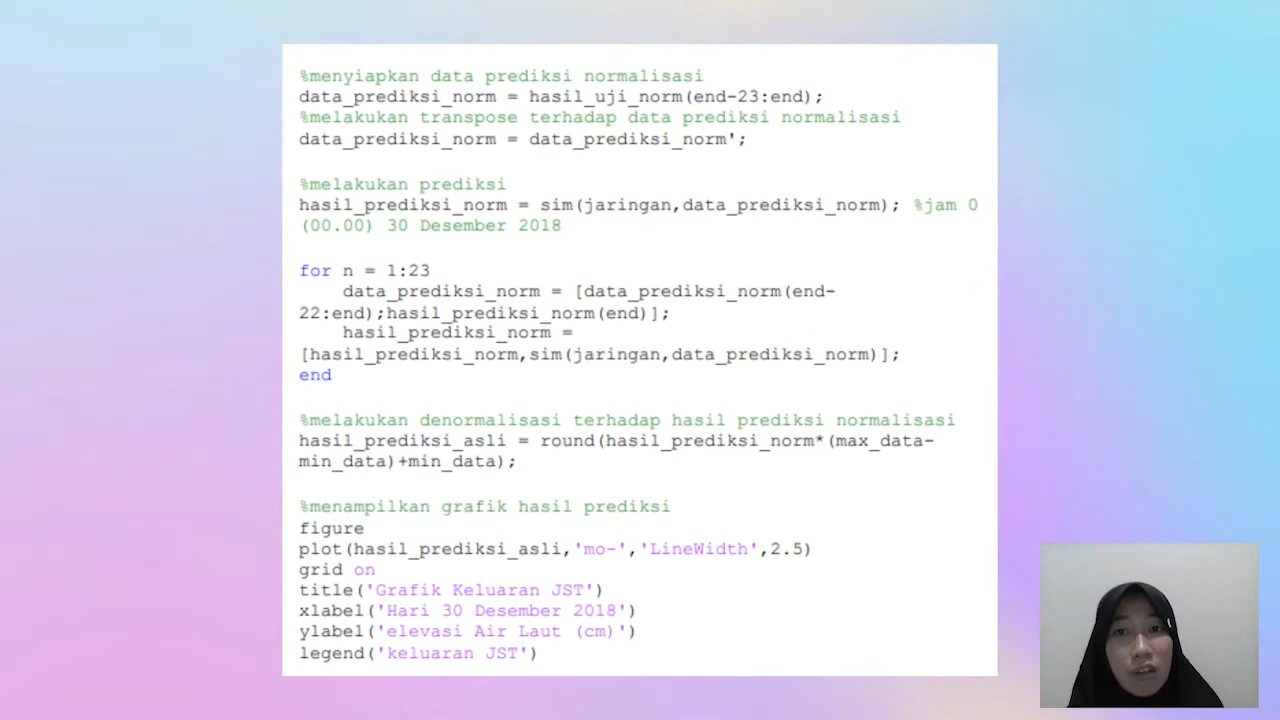 %menyiapkan data prediksi normalisasi
data_prediksi_norm = hasil_uji_norm(end-23:end);
%melakukan transpose terhadap data prediksi normalisasi
data_prediksi_norm = data_prediksi_norm';
%melakukan prediksi
hasil_prediksi_norm = sim(jaringan,data_prediksi_norm); %jam 0
(00.00) 30 Desember 2018
for n = 1:23
    data_prediksi_norm = [data_prediksi_norm(end-
22:end);hasil_prediksi_norm(end)];
    hasil_prediksi_norm =
[hasil_prediksi_norm,sim(jaringan,data_prediksi_norm)];
end
%melakukan denormalisasi terhadap hasil prediksi normalisasi
hasil_prediksi_asli = round(hasil_prediksi_norm*(max_data-
min_data)+min_data);
%menampilkan grafik hasil prediksi
figure
plot(hasil_prediksi_asli,'mo-','LineWidth',2.5)
grid on
title('Grafik Keluaran JST')
xlabel('Hari 30 Desember 2018')
ylabel('elevasi Air Laut (cm)')
legend('keluaran JST')